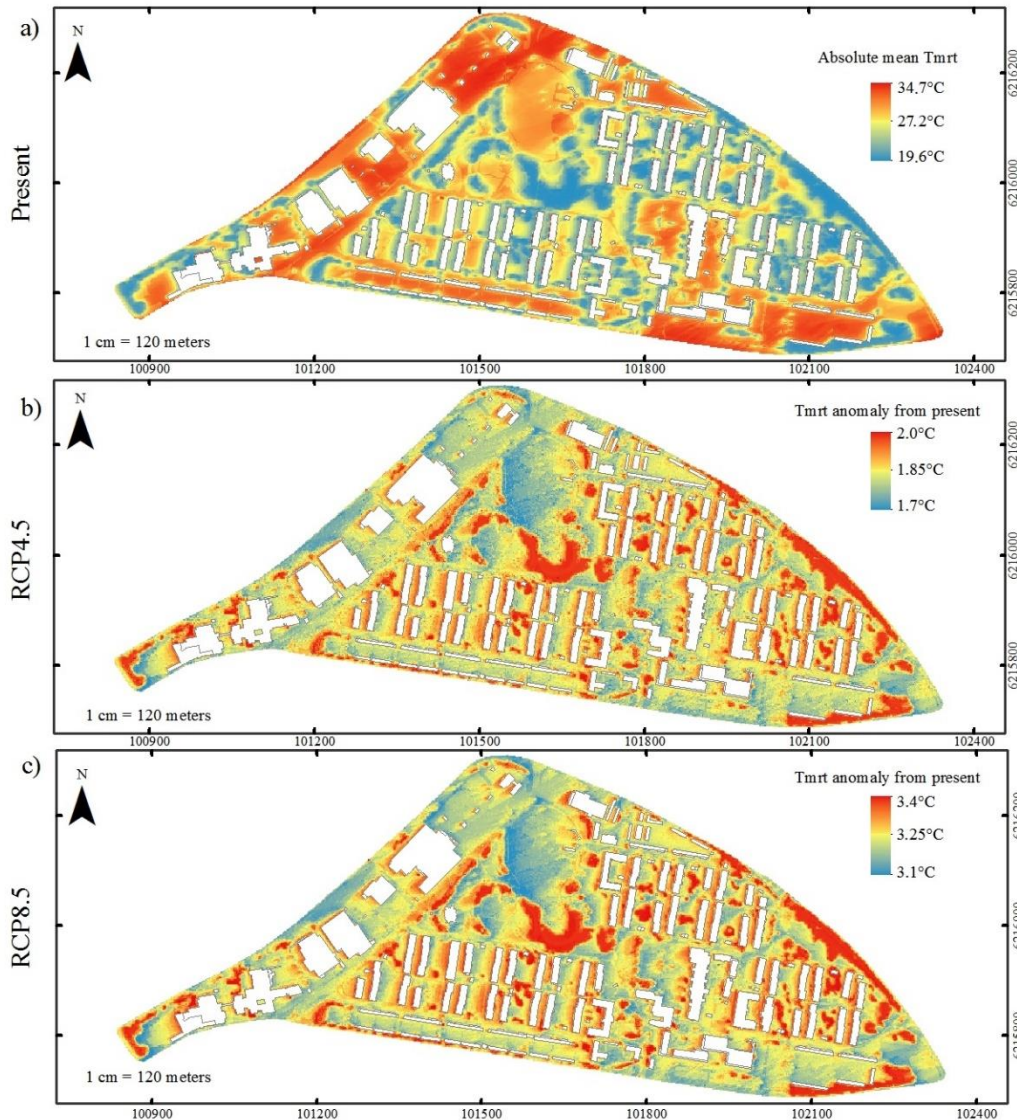 a)
N
Absolute mean Tmrt
34.7°C
27.2°C
19.6°C
Present
6216200
6216000
6215800
1 cm = 120 meters
100900 101200 101500 101800 102100 102400
b)
N
Tmrt anomaly from present
2.0°C
1.85°C
1.7°C
RCP4.5
6216200
6216000
6215800
1 cm = 120 meters
100900 101200 101500 101800 102100 102400
c)
N
Tmrt anomaly from present
3.4°C
3.25°C
3.1°C
RCP8.5
6216200
6216000
6215800
1 cm = 120 meters
100900 101200 101500 101800 102100 102400